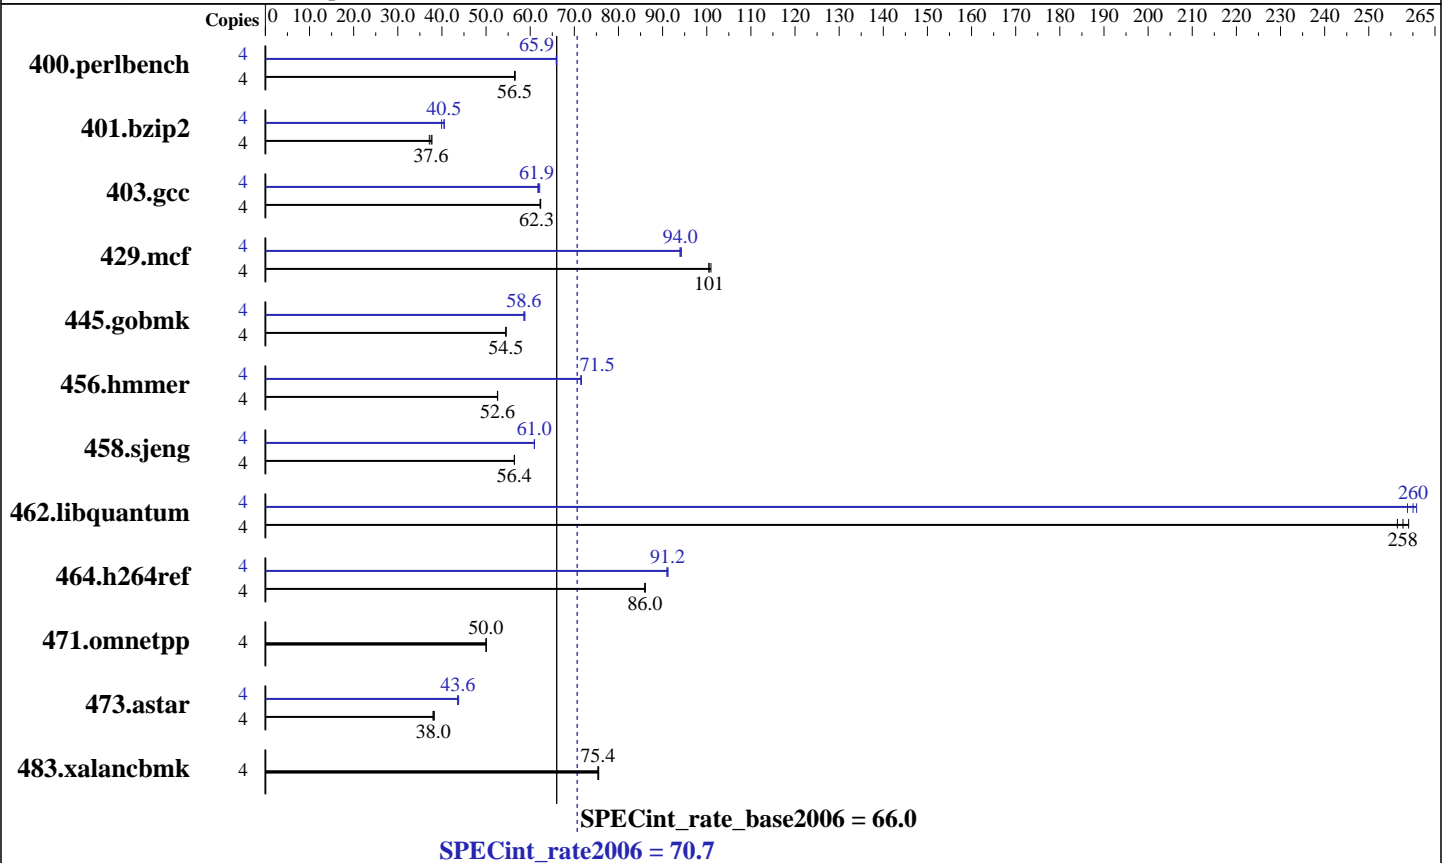 Copies 0 10.0 20.0 30.0 40.0 50.0 60.0 70.0 80.0 90.0 100 110 120 130 140 150 160 170 180 190 200 210 220 230 240 250 265
400.perlbench 4 65.9
4 56.5
401.bzip2 4 40.5
4 37.6
403.gcc 4 61.9
4 62.3
429.mcf 4 94.0
4 101
445.gobmk 4 58.6
4 54.5
456.hmmer 4 71.5
4 52.6
458.sjeng 4 61.0
4 56.4
462.libquantum 4 260
4 258
464.h264ref 4 91.2
4 86.0
471.omnetpp 4 50.0
473.astar 4 43.6
4 38.0
483.xalancbmk 4 75.4
SPECint_rate_base2006 = 66.0
SPECint_rate2006 = 70.7